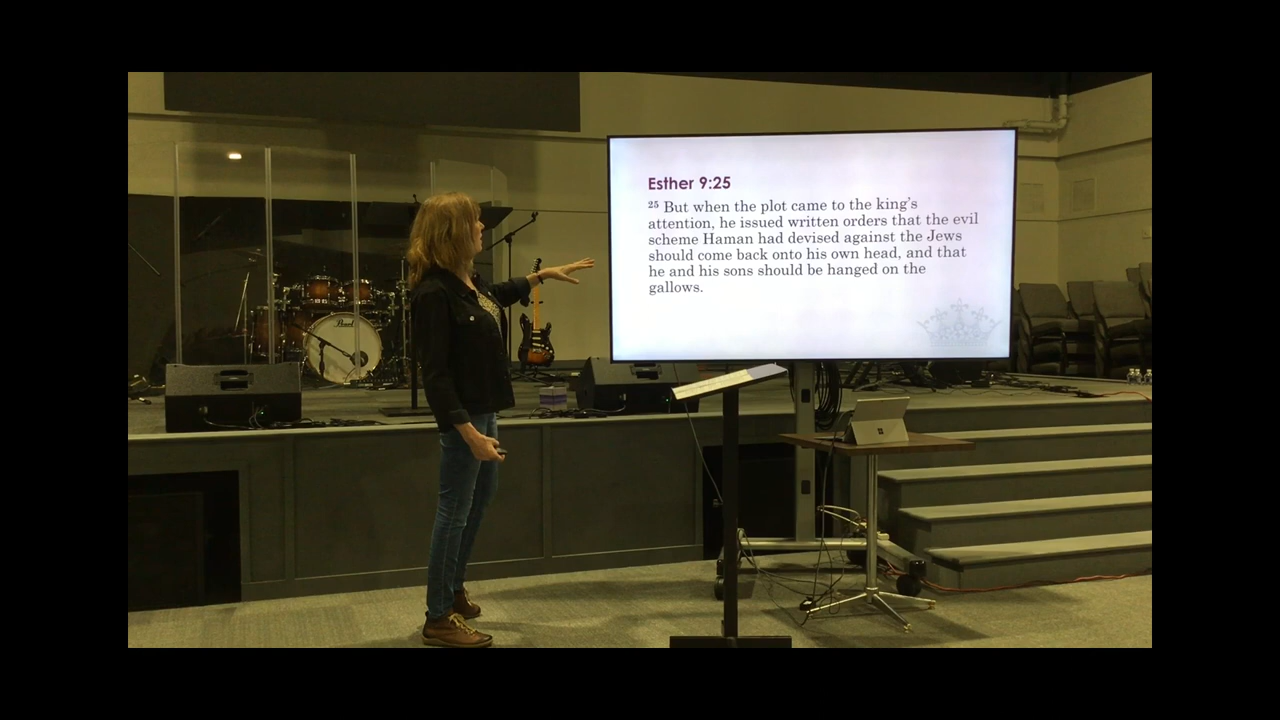 Esther 9:25
25 But when the plot came to the king's
attention, he issued written orders that the evil
scheme Haman had devised against the Jews
should come back onto his own head, and that
he and his sons should be hanged on the
gallows.
Pearl